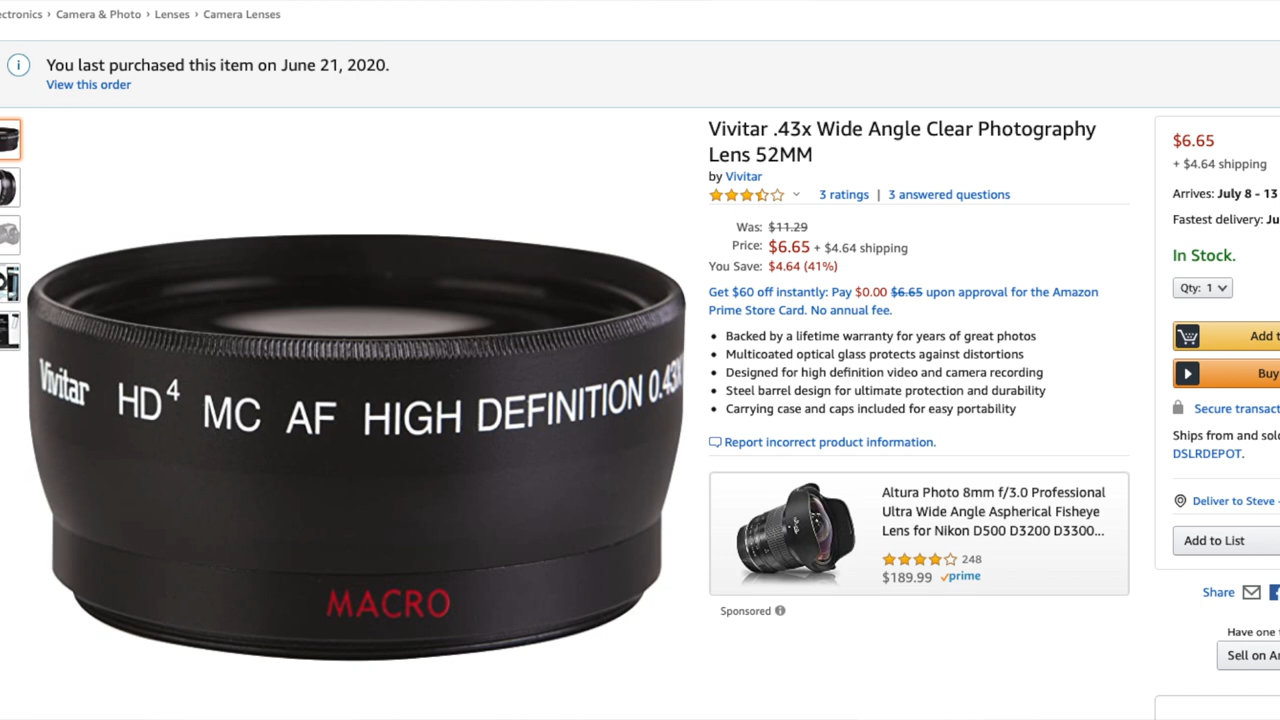 ectronics › Camera & Photo › Lenses › Camera Lenses
You last purchased this item on June 21, 2020.
View this order
Vivitar .43x Wide Angle Clear Photography
Lens 52MM
by Vivitar
3 ratings | 3 answered questions
Was: $11.29
Price: $6.65 + $4.64 shipping
You Save: $4.64 (41%)
Get $60 off instantly: Pay $0.00 $6.65 upon approval for the Amazon
Prime Store Card. No annual fee.
• Backed by a lifetime warranty for years of great photos
• Multicoated optical glass protects against distortions
• Designed for high definition video and camera recording
• Steel barrel design for ultimate protection and durability
• Carrying case and caps included for easy portability
Report incorrect product information.
Altura Photo 8mm f/3.0 Professional
Ultra Wide Angle Aspherical Fisheye
Lens for Nikon D500 D3200 D3300...
248
$189.99 prime
Sponsored
Vivitar HD4 MC AF HIGH DEFINITION 0.43X
MACRO
$6.65
+ $4.64 shipping
Arrives: July 8 - 13
Fastest delivery: Ju
In Stock.
Qty: 1
Add t
Buy
Secure transact
Ships from and sol
DSLRDEPOT.
Deliver to Steve -
Add to List
Share
Have one
Sell on A